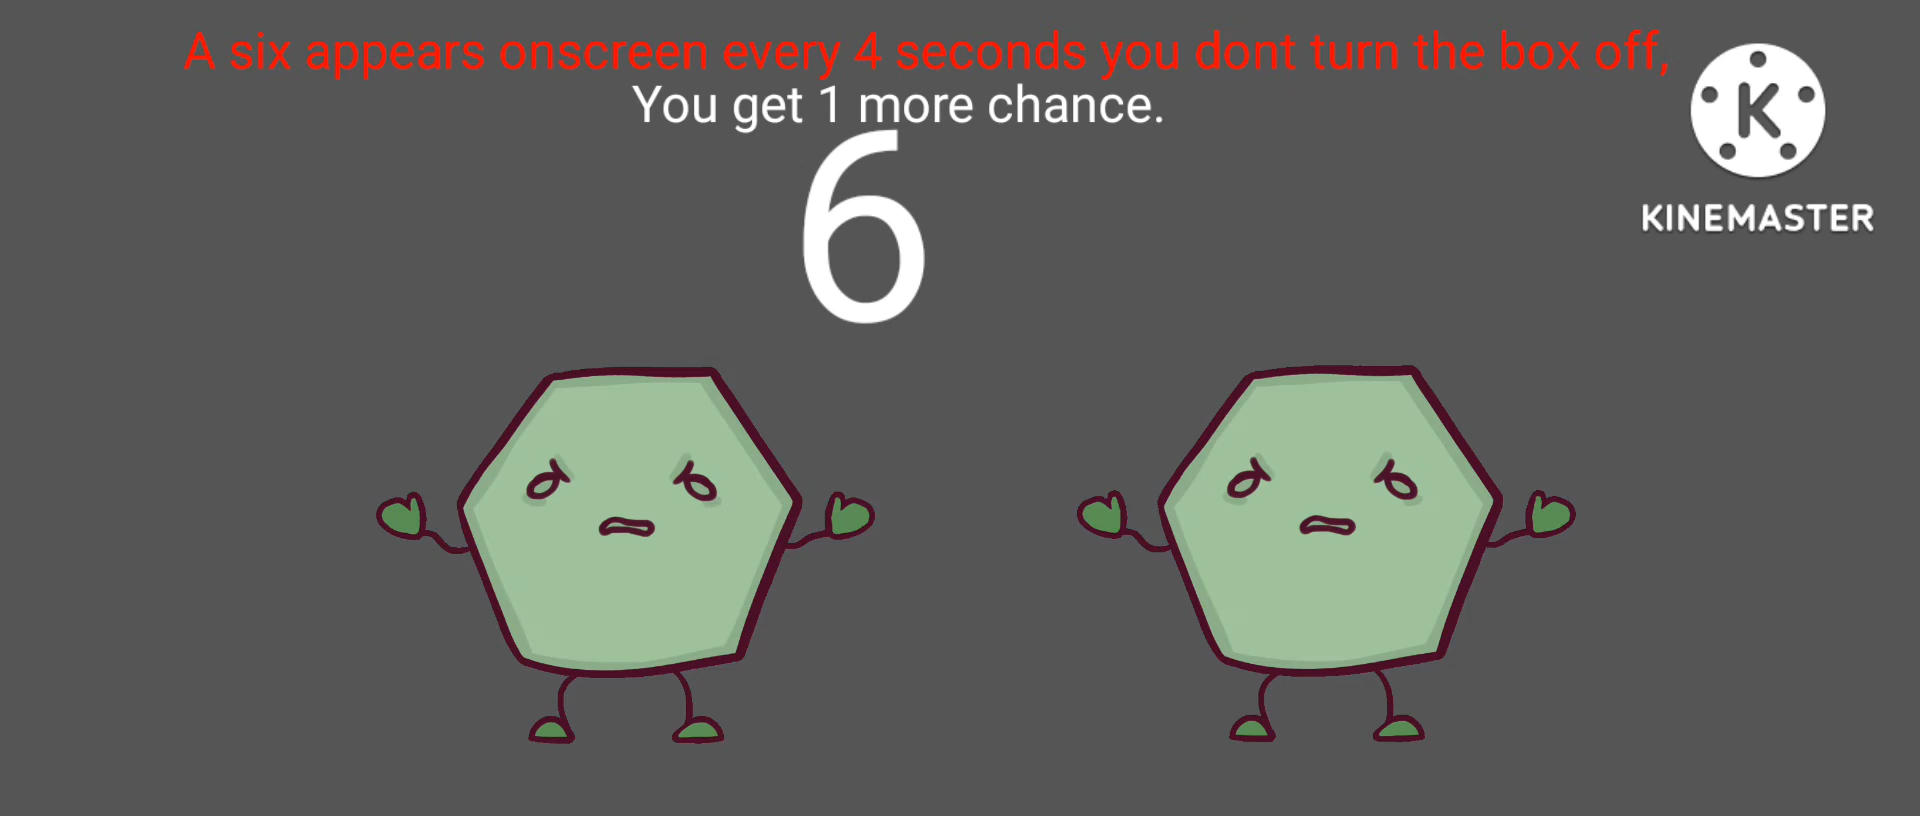 A six appears onscreen every 4 seconds you dont turn the box off,
You get 1 more chance.
6
K
KINEMASTER